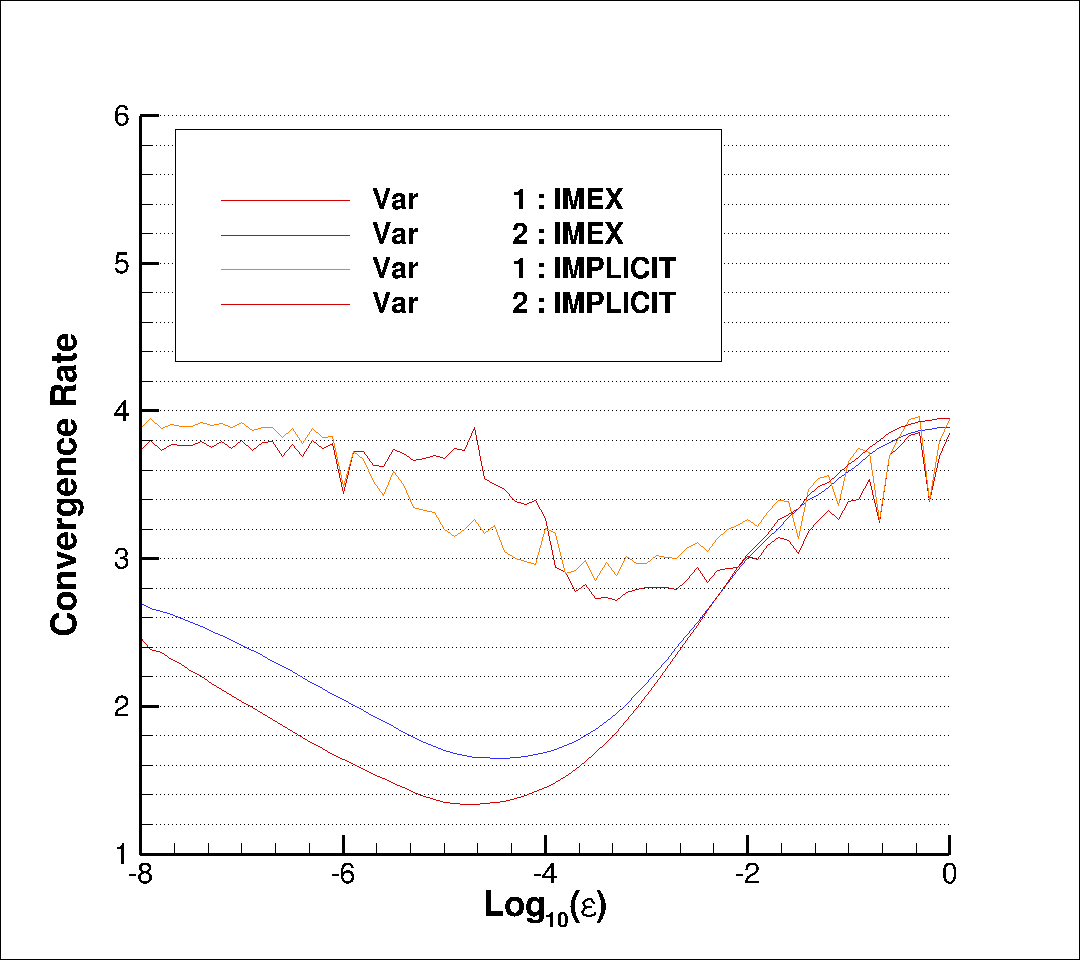 6
5
4
3
2
1
Convergence Rate
Var 1 : IMEX
Var 2 : IMEX
Var 1 : IMPLICIT
Var 2 : IMPLICIT
-8 -6 -4 -2 0
Log10(ε)